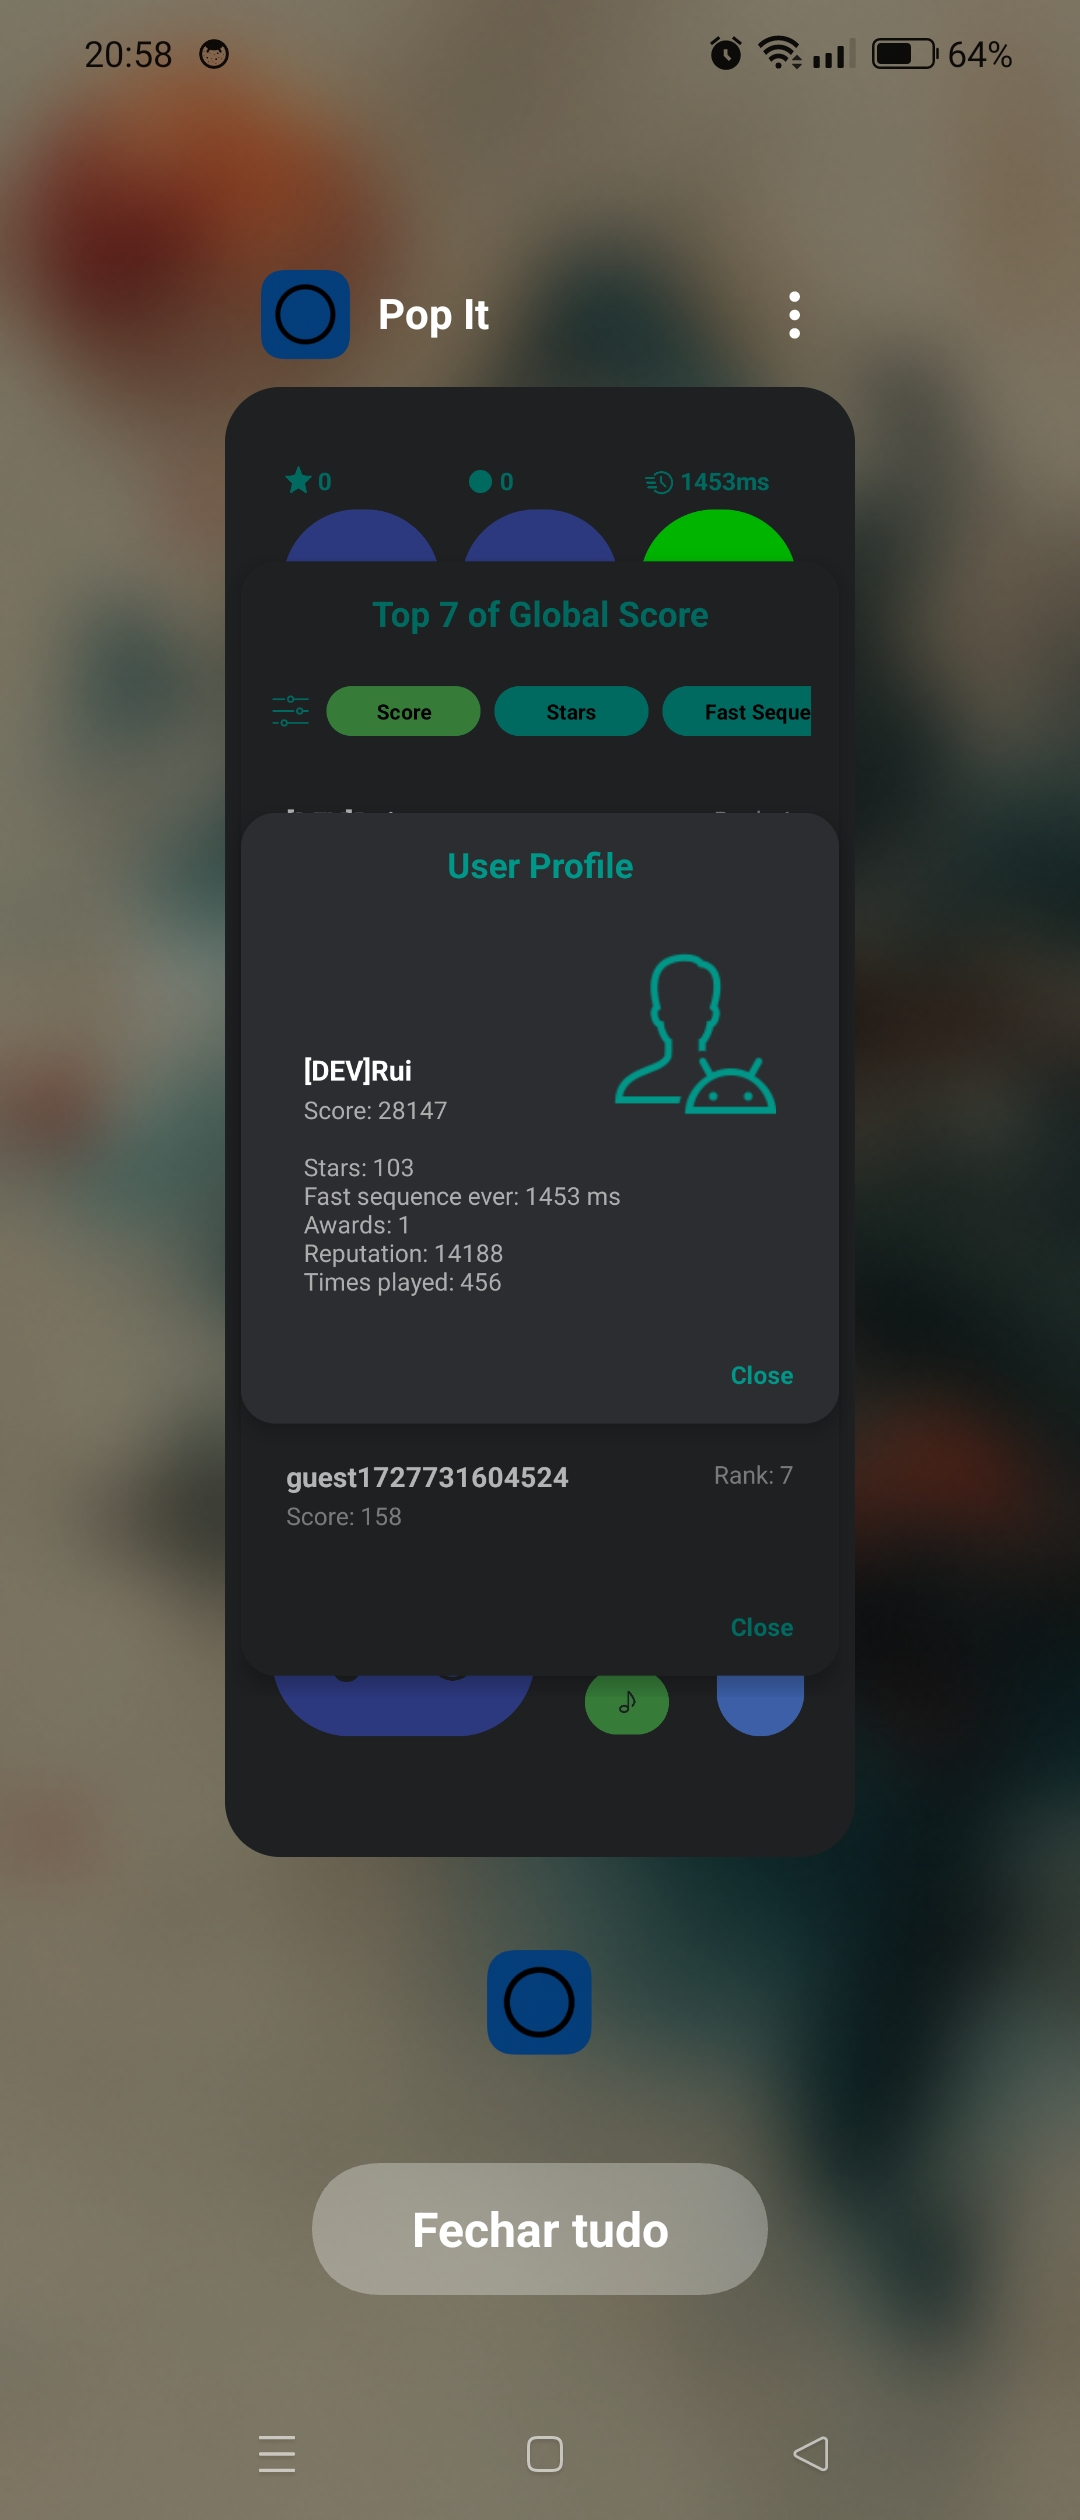 20:58
64%
Pop It
0
0
1453ms
Top 7 of Global Score
Score
Stars
Fast Seque
User Profile
[DEV]Rui
Score: 28147
Stars: 103
Fast sequence ever: 1453 ms
Awards: 1
Reputation: 14188
Times played: 456
Close
guest1727731604524
Rank: 7
Score: 158
Close
Fechar tudo